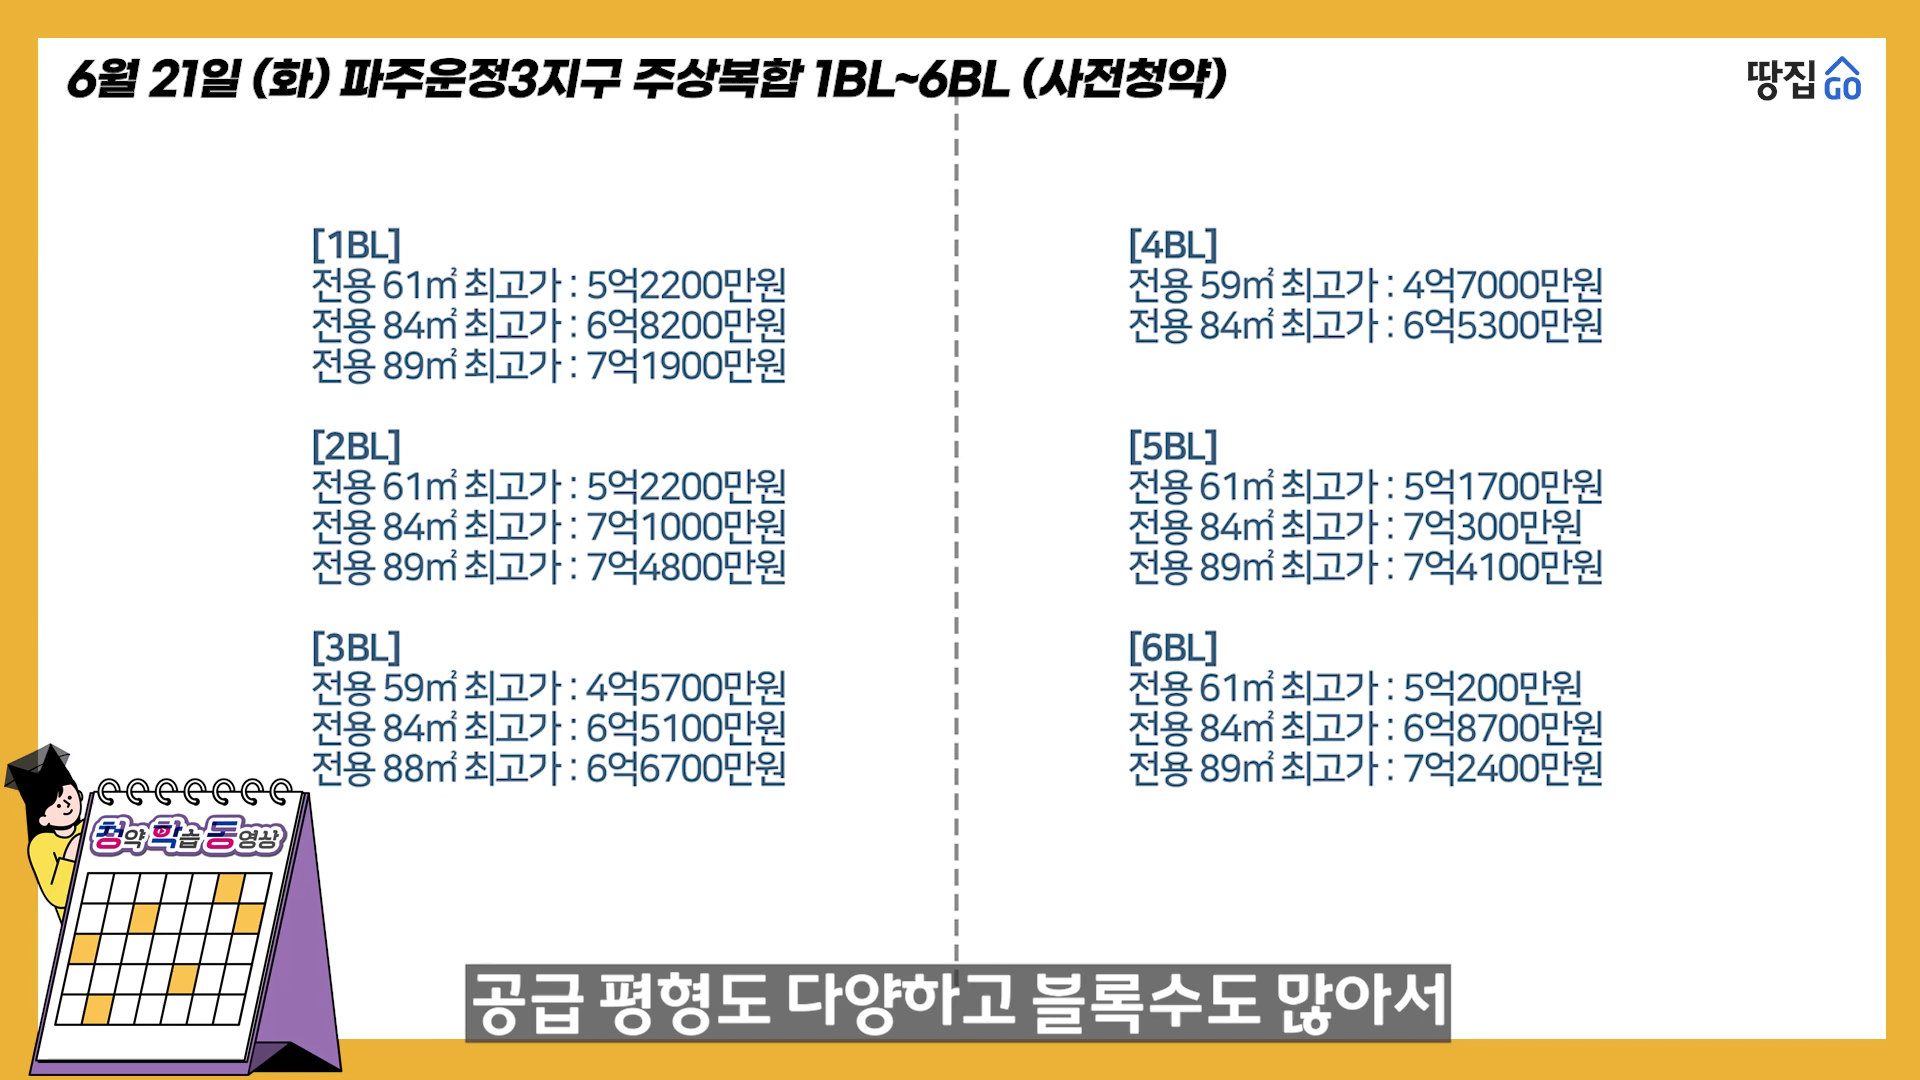 6월 21일 (화) 파주운정3지구 주상복합 1BL~6BL (사전청약)
땅집GO
[1BL]
전용 61㎡ 최고가 : 5억2200만원
전용 84㎡ 최고가 : 6억8200만원
전용 89㎡ 최고가 : 7억1900만원
[2BL]
전용 61㎡ 최고가 : 5억2200만원
전용 84㎡ 최고가 : 7억1000만원
전용 89㎡ 최고가 : 7억4800만원
[3BL]
전용 59㎡ 최고가 : 4억5700만원
전용 84㎡ 최고가 : 6억5100만원
전용 88㎡ 최고가 : 6억6700만원
[4BL]
전용 59㎡ 최고가 : 4억7000만원
전용 84㎡ 최고가 : 6억5300만원
[5BL]
전용 61㎡ 최고가 : 5억1700만원
전용 84㎡ 최고가 : 7억300만원
전용 89㎡ 최고가 : 7억4100만원
[6BL]
전용 61㎡ 최고가 : 5억200만원
전용 84㎡ 최고가 : 6억8700만원
전용 89㎡ 최고가 : 7억2400만원
청약 학습 동영상
공급 평형도 다양하고 블록수도 많아서